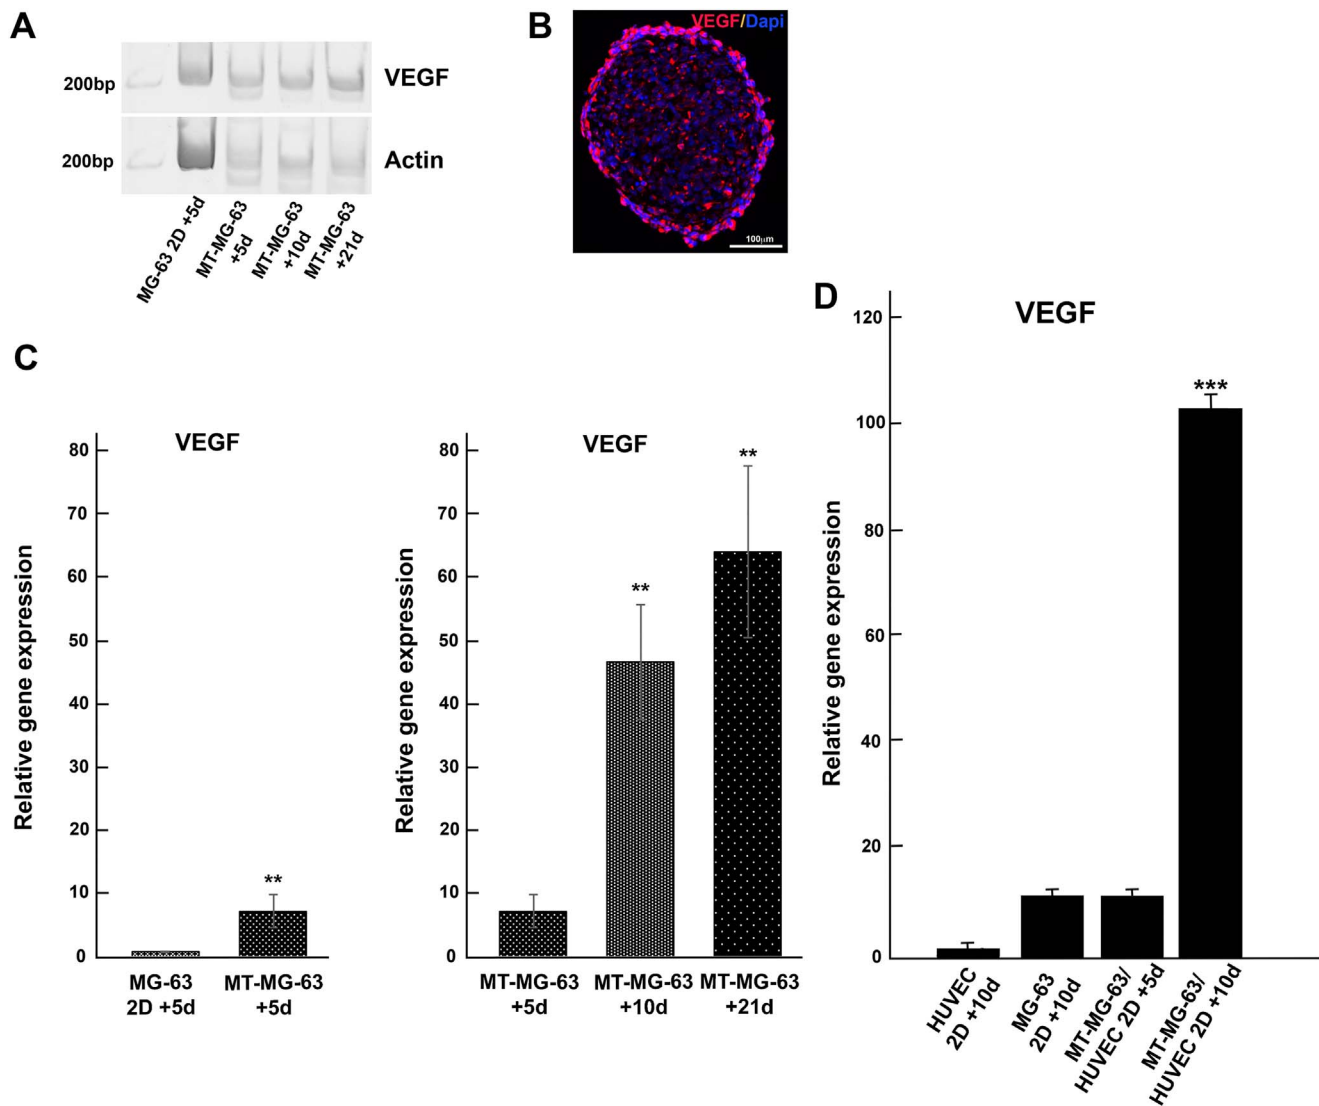 A
200bp
VEGF
200bp
Actin
MG-63 2D +5d
MT-MG-63
+5d
MT-MG-63
+10d
MT-MG-63
+21d
B
VEGF/Dapi
100µm
C
VEGF
Relative gene expression
80
70
60
50
40
30
20
10
0
**
MG-63
2D +5d
MT-MG-63
+5d
VEGF
Relative gene expression
80
70
60
50
40
30
20
10
0
**
**
MT-MG-63
+5d
MT-MG-63
+10d
MT-MG-63
+21d
D
VEGF
Relative gene expression
120
100
80
60
40
20
0
***
HUVEC
2D +10d
MG-63
2D +10d
MT-MG-63/
HUVEC 2D +5d
MT-MG-63/
HUVEC 2D +10d